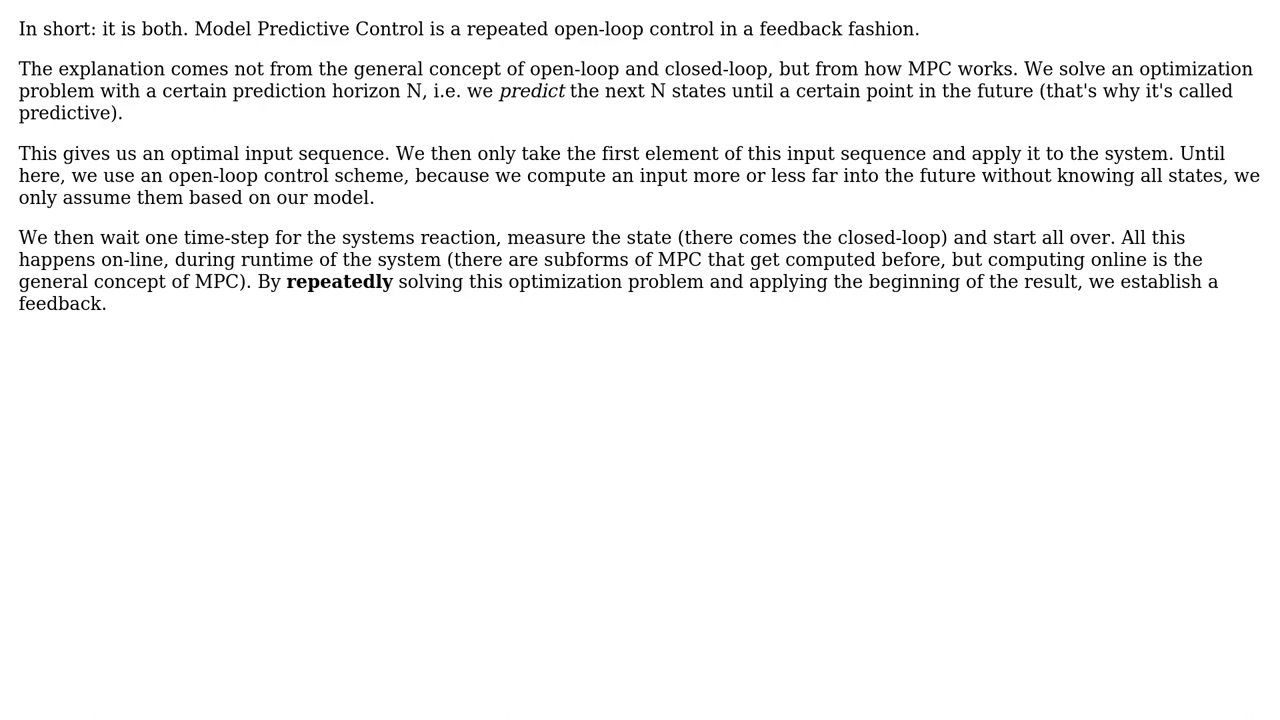 In short: it is both. Model Predictive Control is a repeated open-loop control in a feedback fashion.
The explanation comes not from the general concept of open-loop and closed-loop, but from how MPC works. We solve an optimization
problem with a certain prediction horizon N, i.e. we predict the next N states until a certain point in the future (that's why it's called
predictive).
This gives us an optimal input sequence. We then only take the first element of this input sequence and apply it to the system. Until
here, we use an open-loop control scheme, because we compute an input more or less far into the future without knowing all states, we
only assume them based on our model.
We then wait one time-step for the systems reaction, measure the state (there comes the closed-loop) and start all over. All this
happens on-line, during runtime of the system (there are subforms of MPC that get computed before, but computing online is the
general concept of MPC). By repeatedly solving this optimization problem and applying the beginning of the result, we establish a
feedback.